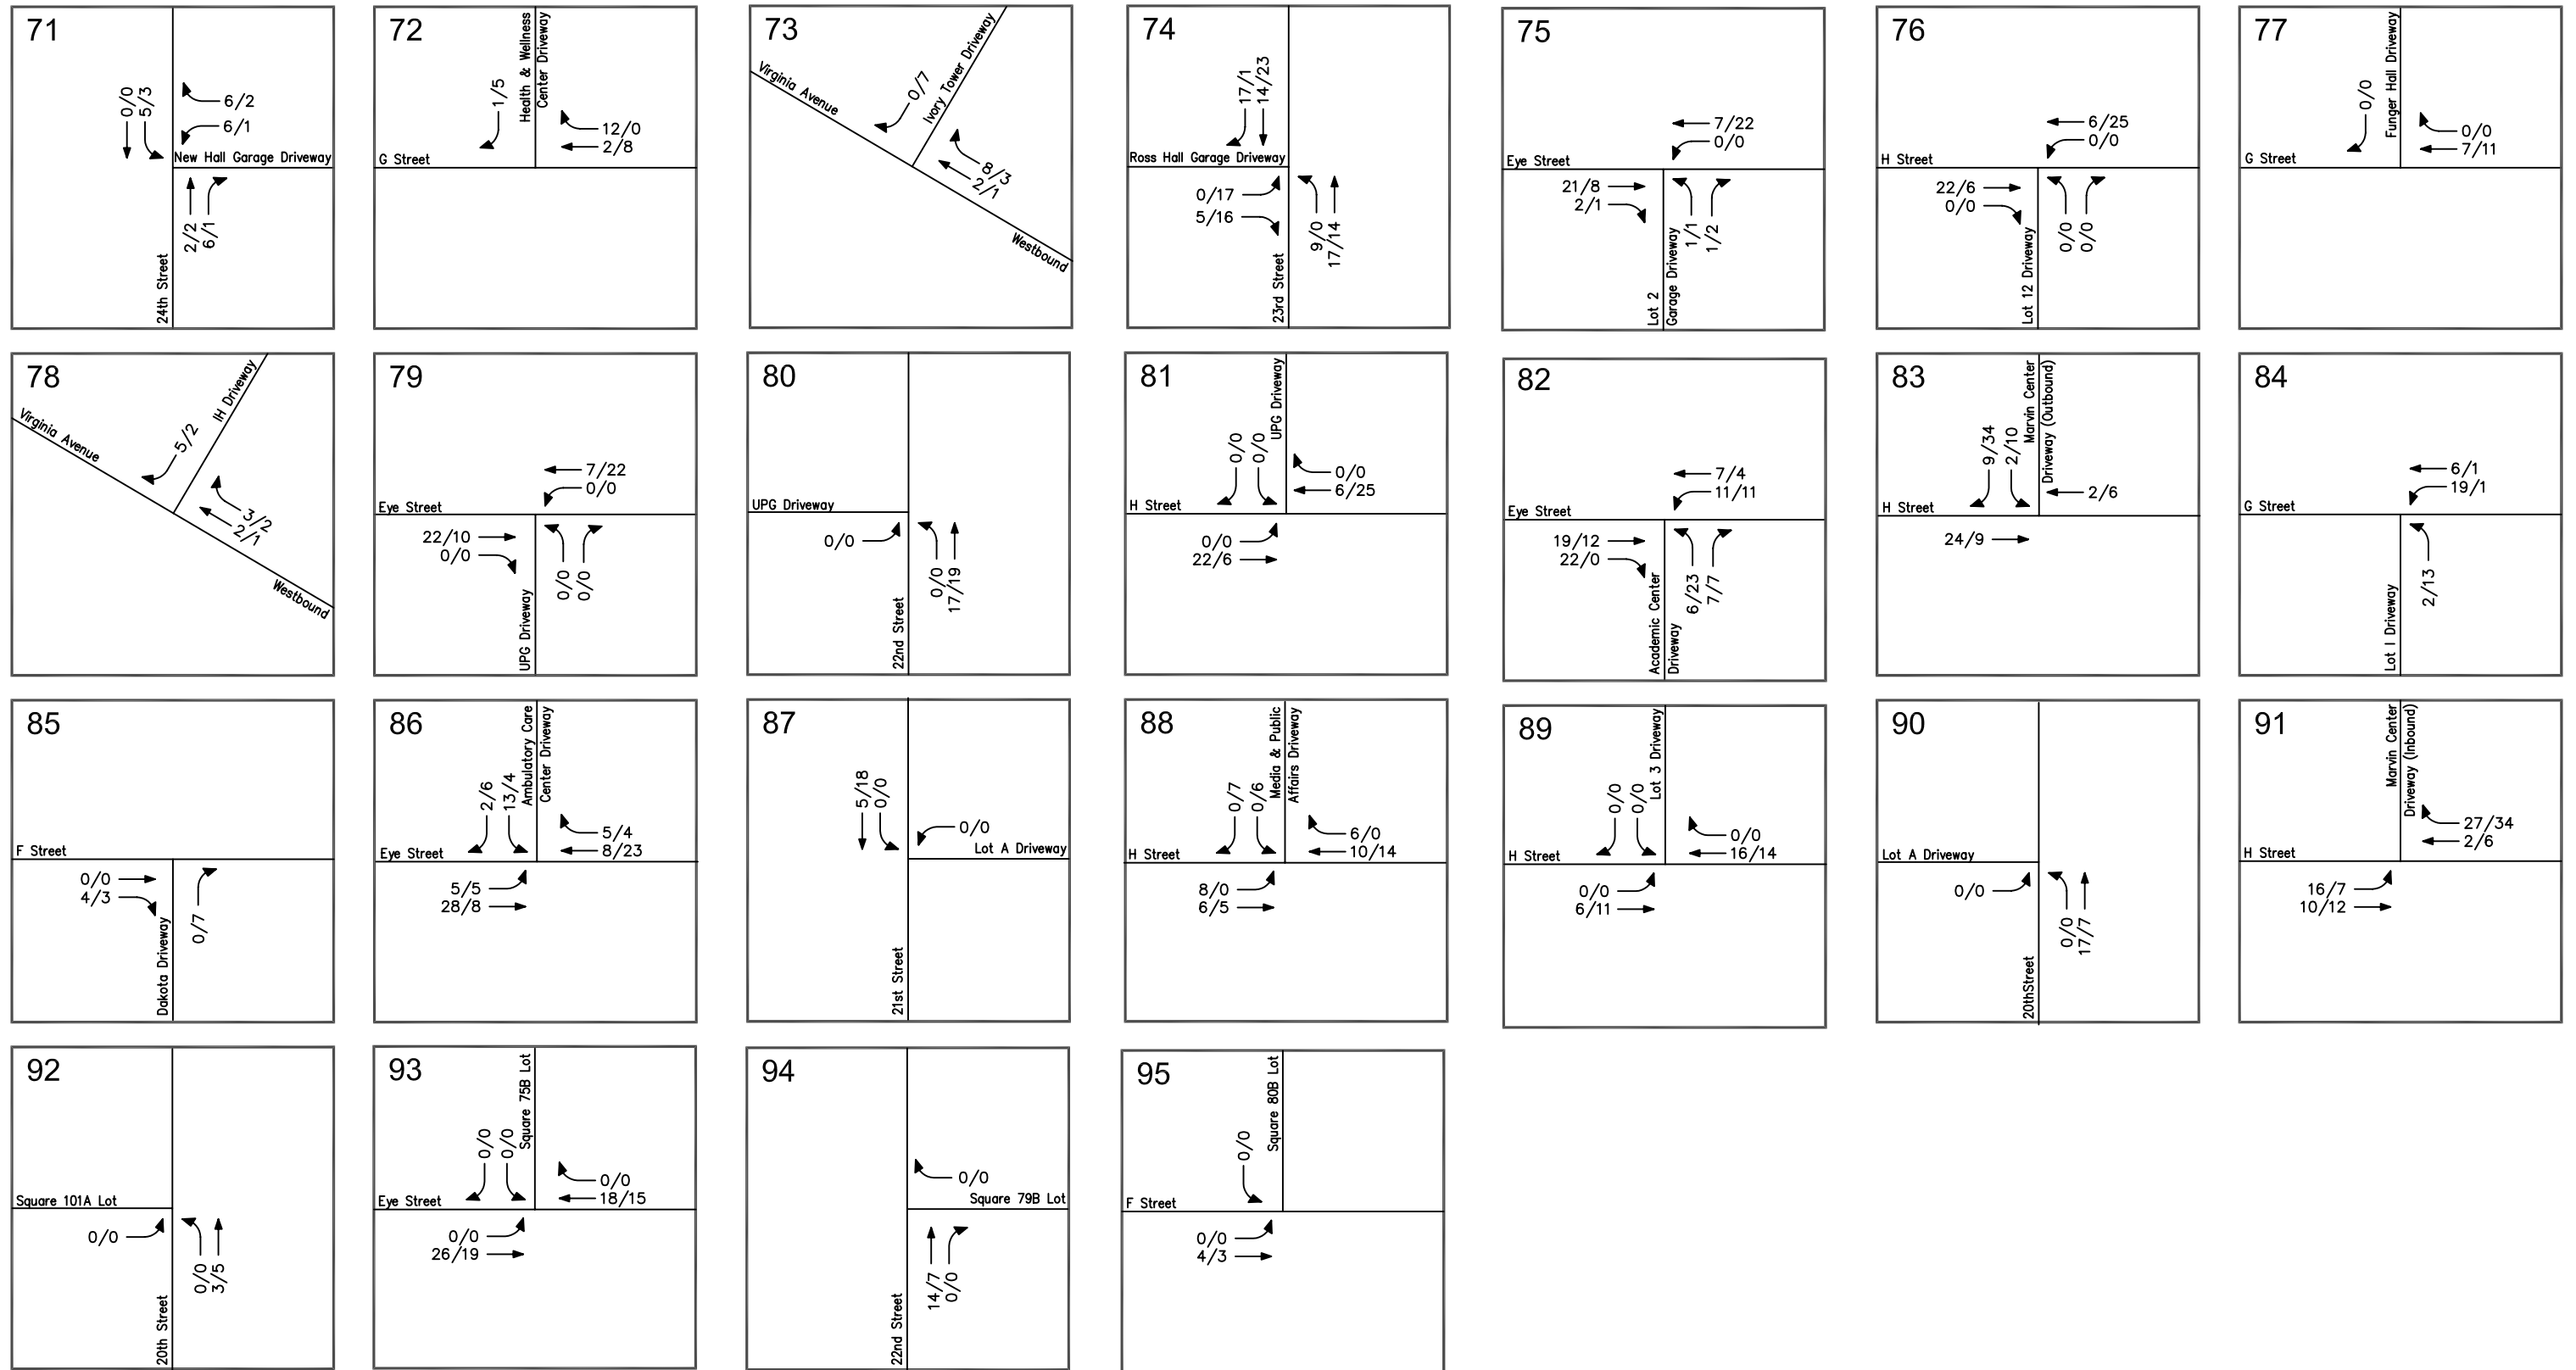 71
0/0
5/3
6/2
6/1
New Hall Garage Driveway
2/2
6/1
24th Street
72
Health & Wellness
Center Driveway
1/5
12/0
2/8
G Street
73
Virginia Avenue
0/7
Ivory Tower Driveway
8/3
2/1
Westbound
74
17/1
14/23
Ross Hall Garage Driveway
0/17
5/16
9/0
17/14
23rd Street
75
7/22
0/0
Eye Street
21/8
2/1
1/1
1/2
Lot 2
Garage Driveway
76
6/25
0/0
H Street
22/6
0/0
0/0
0/0
Lot 12 Driveway
77
Funger Hall Driveway
0/0
0/0
7/11
G Street
78
Virginia Avenue
5/2
IH Driveway
3/2
2/1
Westbound
79
7/22
0/0
Eye Street
22/10
0/0
0/0
0/0
UPG Driveway
80
UPG Driveway
0/0
0/0
17/19
22nd Street
81
UPG Driveway
0/0
0/0
0/0
6/25
H Street
0/0
22/6
82
7/4
11/11
Eye Street
19/12
22/0
6/23
7/7
Academic Center
Driveway
83
Marvin Center
Driveway (Outbound)
9/34
2/10
2/6
H Street
24/9
84
6/1
19/1
G Street
2/13
Lot I Driveway
85
F Street
0/0
4/3
0/7
Dakota Driveway
86
Ambulatory Care
Center Driveway
2/6
13/4
5/4
8/23
Eye Street
5/5
28/8
87
5/18
0/0
0/0
Lot A Driveway
21st Street
88
Media & Public
Affairs Driveway
0/7
0/6
6/0
10/14
H Street
8/0
6/5
89
Lot 3 Driveway
0/0
0/0
0/0
16/14
H Street
0/0
6/11
90
Lot A Driveway
0/0
0/0
17/7
20thStreet
91
Marvin Center
Driveway (Inbound)
27/34
2/6
H Street
16/7
10/12
92
Square 101A Lot
0/0
0/0
3/5
20th Street
93
Square 75B Lot
0/0
0/0
0/0
18/15
Eye Street
0/0
26/19
94
0/0
Square 79B Lot
14/7
0/0
22nd Street
95
Square 80B Lot
0/0
F Street
0/0
4/3